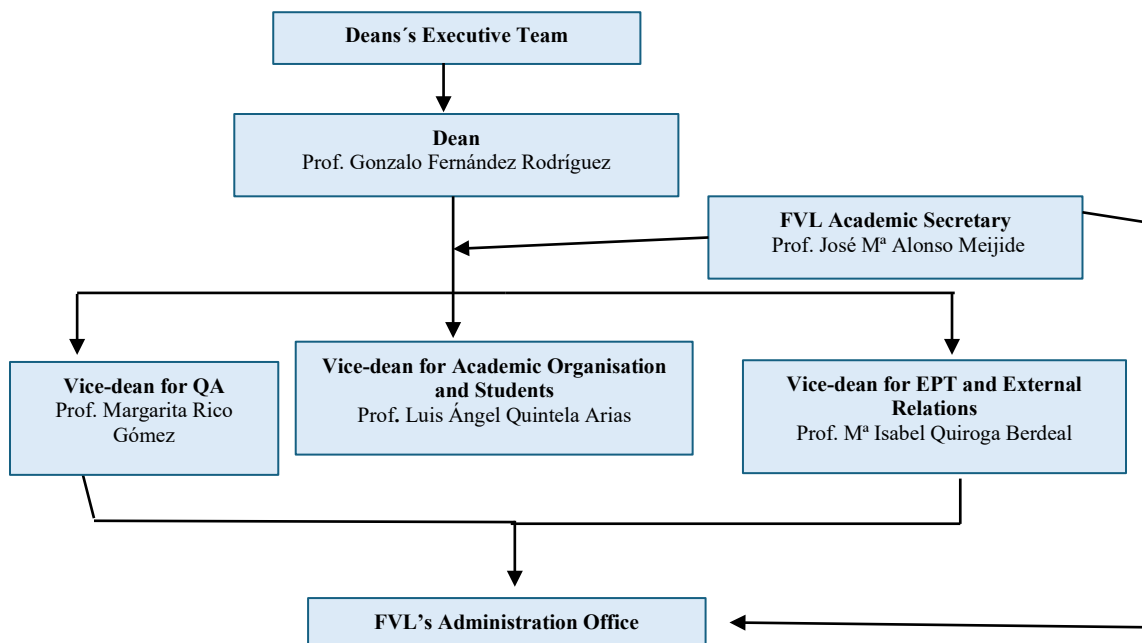 Deans´s Executive Team
Dean
Prof. Gonzalo Fernández Rodríguez
FVL Academic Secretary
Prof. José Mª Alonso Meijide
Vice-dean for QA
Prof. Margarita Rico
Gómez
Vice-dean for Academic Organisation
and Students
Prof. Luis Ángel Quintela Arias
Vice-dean for EPT and External
Relations
Prof. Mª Isabel Quiroga Berdeal
FVL’s Administration Office